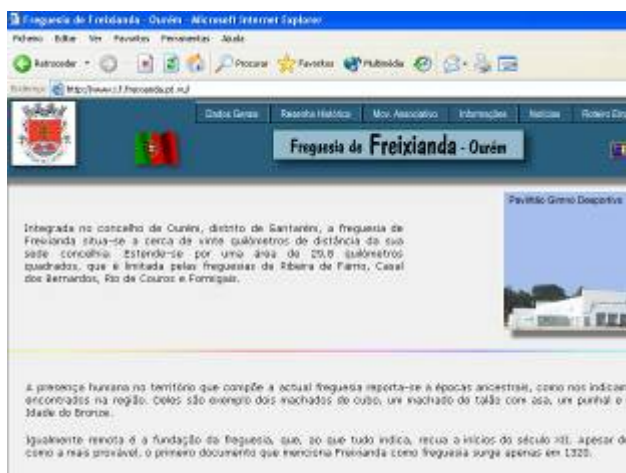 Freguesia de Freixianda - Ourém - Microsoft Internet Explorer
Ficheiro Editar Ver Favoritos Ferramentas Ajuda
Retroceder Procurar Favoritos Multimédia
Endereço
Dados Gerais Resenha Histórica Mov. Associativo Informações Notícias Roteiro
Freguesia de Freixianda - Ourém
Pavilhão Gimno Desportivo
Integrada no concelho de Ourém, distrito de Santarém, a freguesia de
Freixianda situa-se a cerca de vinte quilómetros de distância da sua
sede concelhia. Estende-se por uma área de 29,8 quilómetros
quadrados, que é limitada pelas freguesias de Ribeira de Fárrio, Casal
dos Bernardos, Rio de Couros e Formigais.
A presença humana no território que compõe a actual freguesia reporta-se a épocas ancestrais, como nos indicam
encontrados na região. Deles são exemplo dois machados de cubo, um machado de talão com asa, um punhal e
Idade do Bronze.
Igualmente remota é a fundação da freguesia, que, ao que tudo indica, recua a inícios do século XII. Apesar de
como a mais provável, o primeiro documento que menciona Freixianda como freguesia surge apenas em 1320.